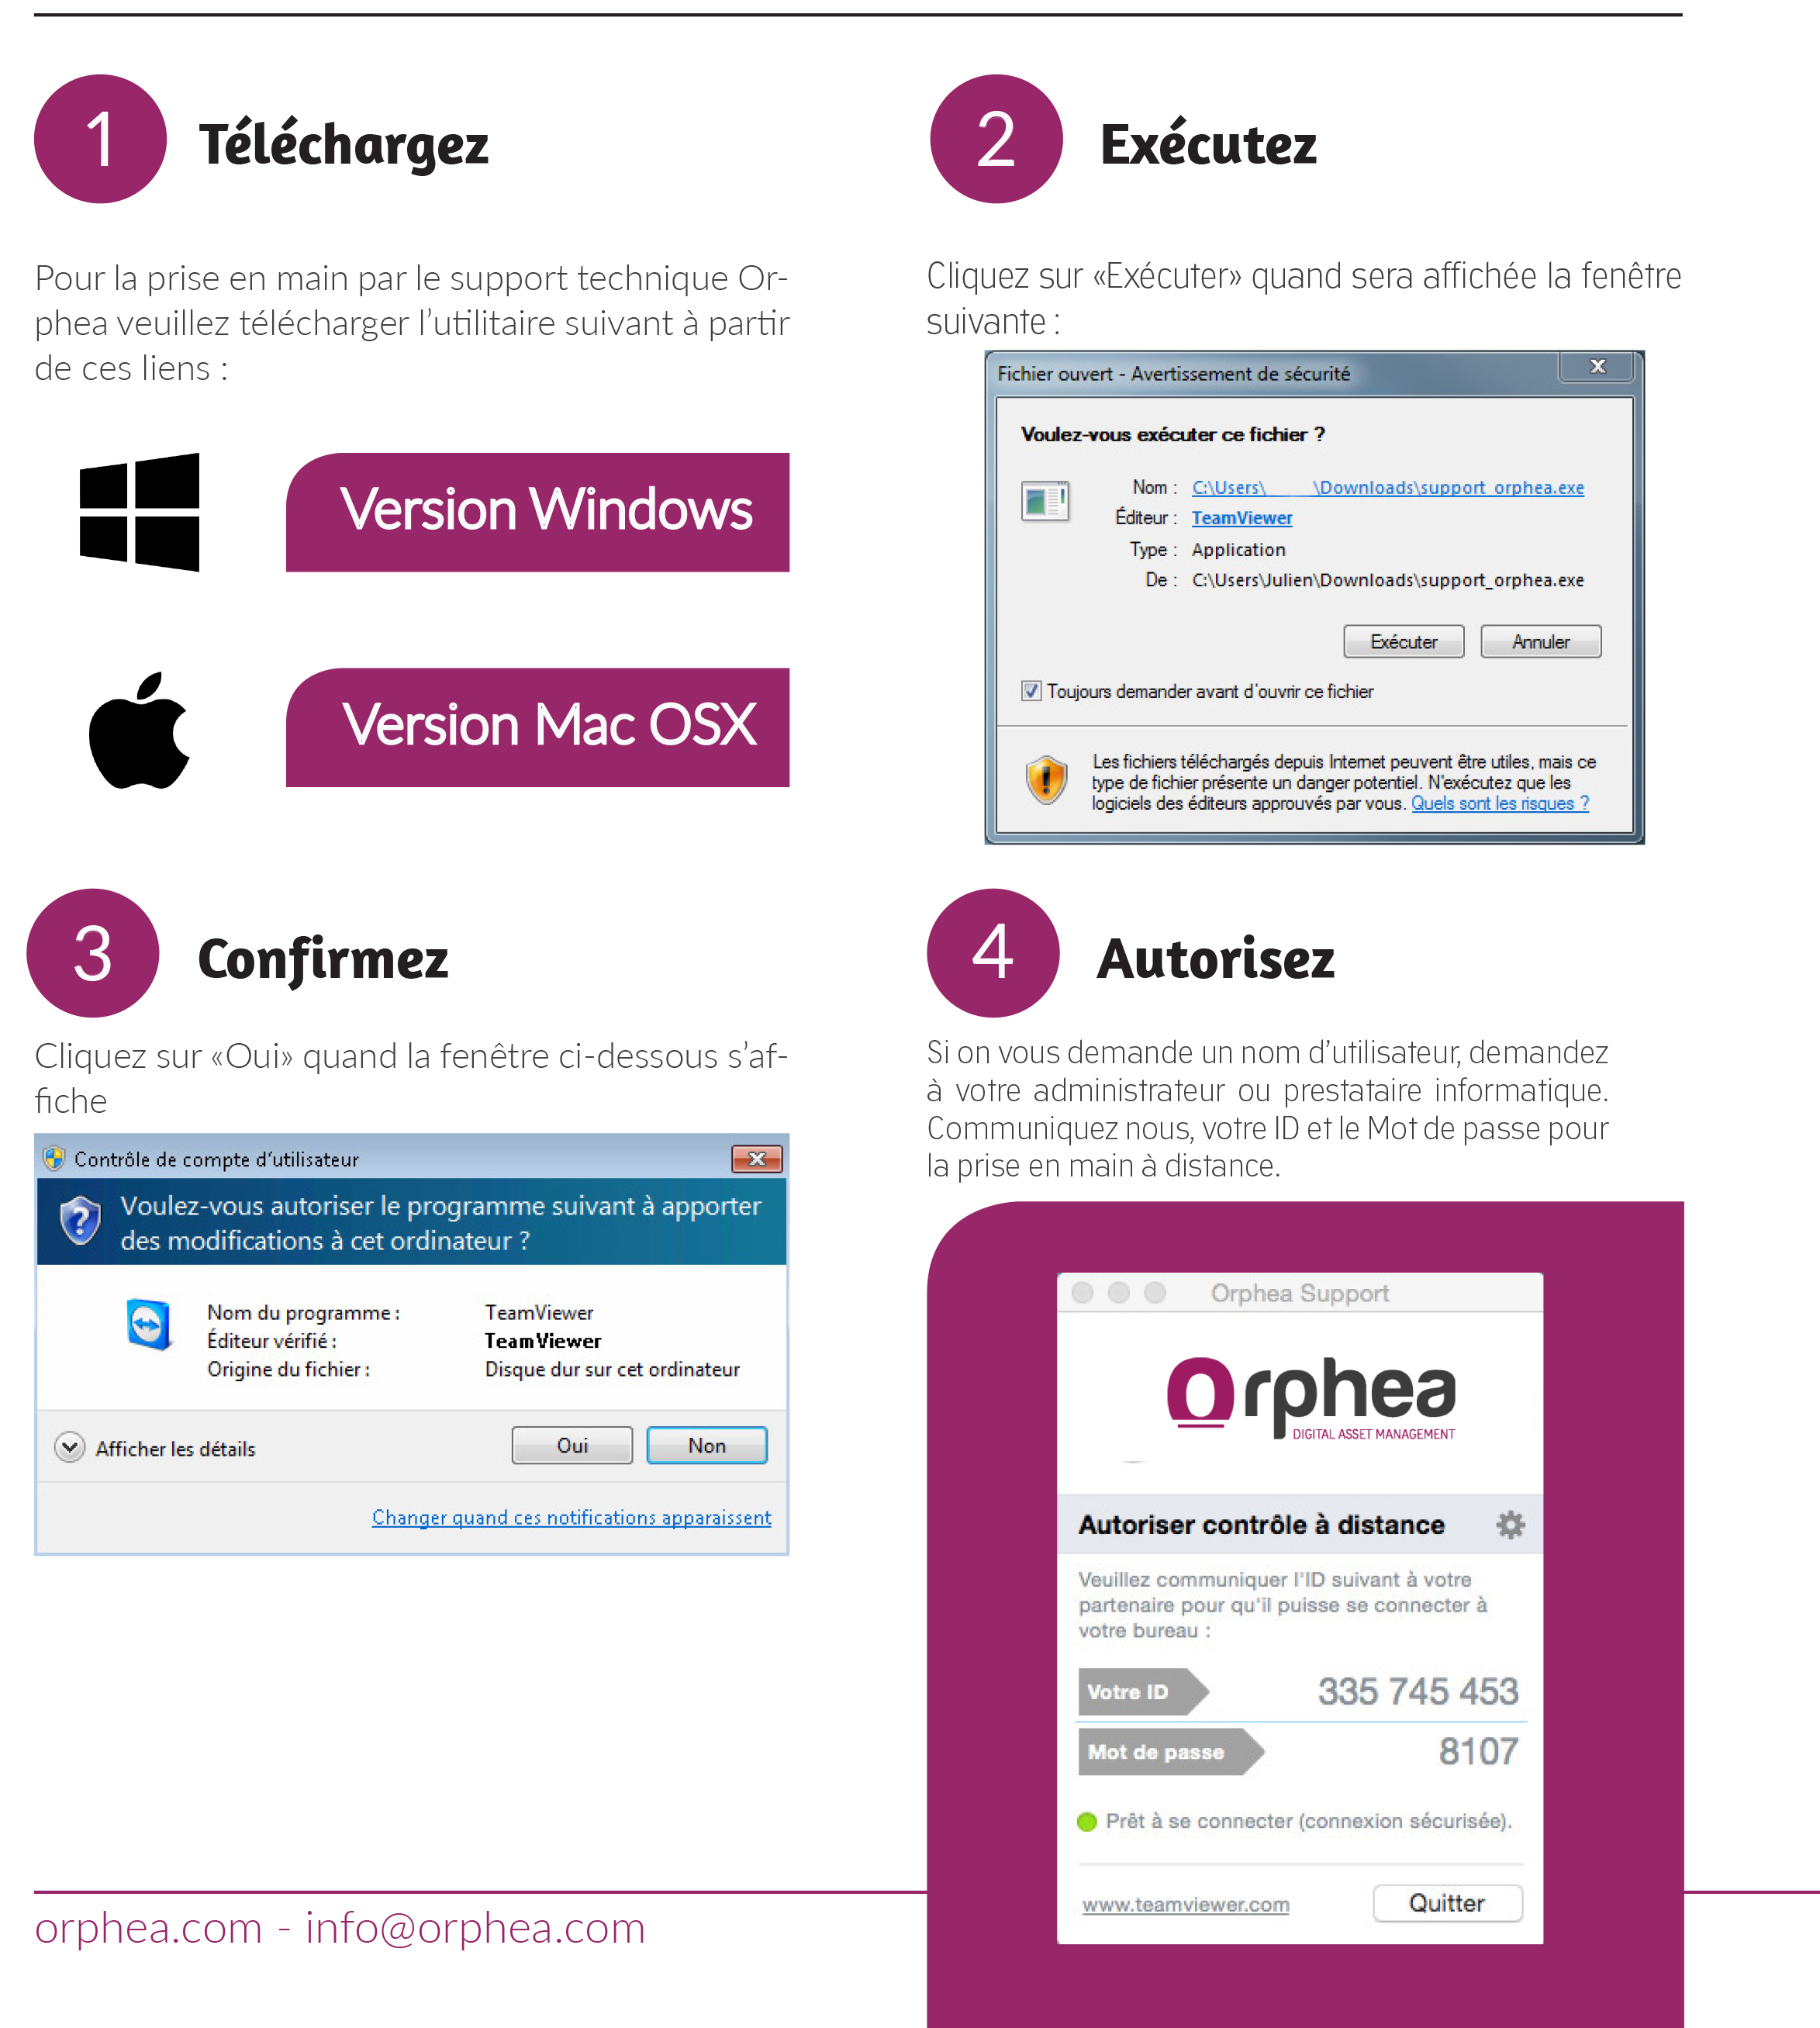 1 Téléchargez
Pour la prise en main par le support technique Or-
phea veuillez télécharger l'utilitaire suivant à partir
de ces liens :
Version Windows
Version Mac OSX
2 Exécutez
Cliquez sur «Exécuter» quand sera affichée la fenêtre
suivante :
Fichier ouvert - Avertissement de sécurité
Voulez-vous exécuter ce fichier ?
Nom : C:\Users\ \Downloads\support_orphea.exe
Éditeur : TeamViewer
Type : Application
De : C:\Users\Julien\Downloads\support_orphea.exe
Exécuter Annuler
Toujours demander avant d'ouvrir ce fichier
Les fichiers téléchargés depuis Internet peuvent être utiles, mais ce
type de fichier présente un danger potentiel. N'exécutez que les
logiciels des éditeurs approuvés par vous. Quels sont les risques ?
3 Confirmez
Cliquez sur «Oui» quand la fenêtre ci-dessous s'af-
fiche
Contrôle de compte d'utilisateur
Voulez-vous autoriser le programme suivant à apporter
des modifications à cet ordinateur ?
Nom du programme : TeamViewer
Éditeur vérifié : TeamViewer
Origine du fichier : Disque dur sur cet ordinateur
Afficher les détails Oui Non
Changer quand ces notifications apparaissent
4 Autorisez
Si on vous demande un nom d'utilisateur, demandez
à votre administrateur ou prestataire informatique.
Communiquez nous, votre ID et le Mot de passe pour
la prise en main à distance.
Orphea Support
Orphea
DIGITAL ASSET MANAGEMENT
Autoriser contrôle à distance
Veuillez communiquer l'ID suivant à votre
partenaire pour qu'il puisse se connecter à
votre bureau :
Votre ID 335 745 453
Mot de passe 8107
Prêt à se connecter (connexion sécurisée).
www.teamviewer.com Quitter
orphea.com - info@orphea.com